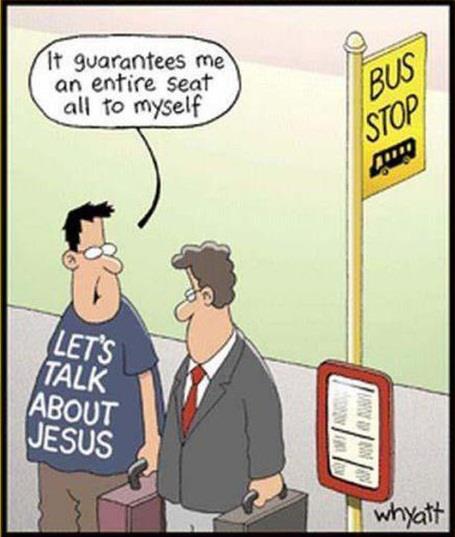 It guarantees me
an entire seat
all to myself
BUS
STOP
LET'S
TALK
ABOUT
JESUS
whyatt